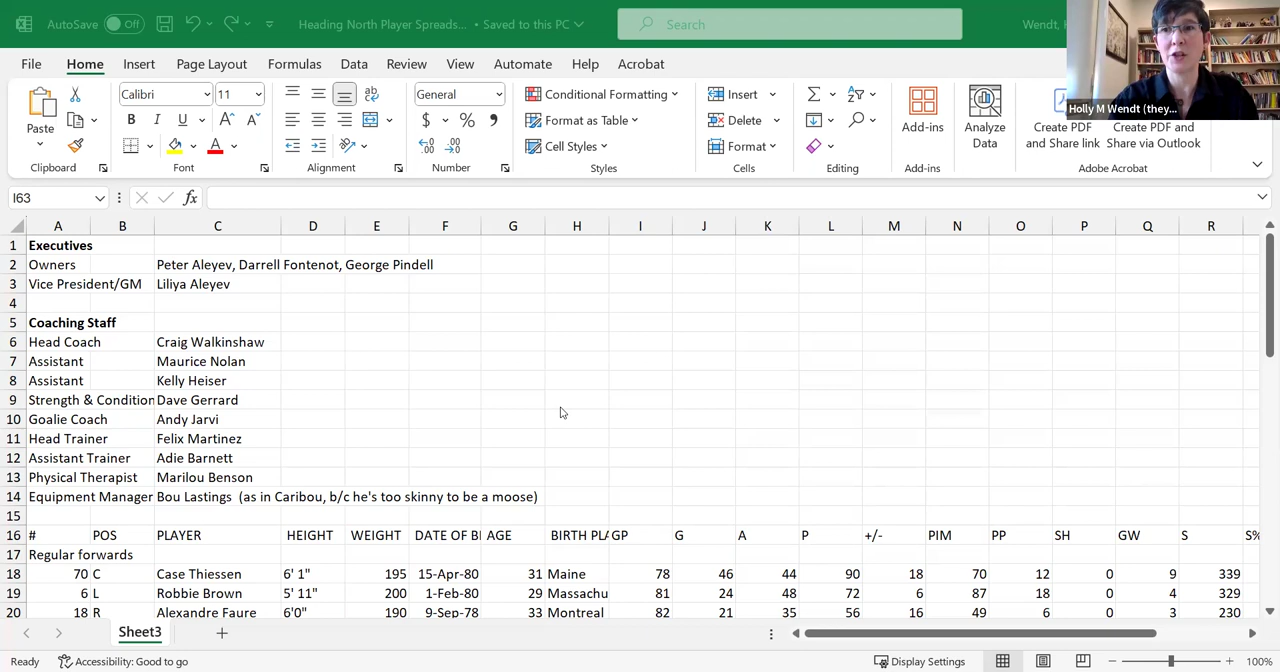 AutoSave Off Heading North Player Spreads... • Saved to this PC Search Wendt,
Holly M Wendt (they...
File Home Insert Page Layout Formulas Data Review View Automate Help Acrobat
Paste Calibri 11 B I U General $ % Conditional Formatting Format as Table Cell Styles Insert Delete Format Add-ins Analyze Data Create PDF and Share link Create PDF and Share via Outlook
Clipboard Font Alignment Number Styles Cells Editing Add-ins Adobe Acrobat
I63 fx
A B C D E F G H I J K L M N O P Q R
1 Executives
2 Owners Peter Aleyev, Darrell Fontenot, George Pindell
3 Vice President/GM Liliya Aleyev
4
5 Coaching Staff
6 Head Coach Craig Walkinshaw
7 Assistant Maurice Nolan
8 Assistant Kelly Heiser
9 Strength & Condition Dave Gerrard
10 Goalie Coach Andy Jarvi
11 Head Trainer Felix Martinez
12 Assistant Trainer Adie Barnett
13 Physical Therapist Marilou Benson
14 Equipment Manager Bou Lastings (as in Caribou, b/c he's too skinny to be a moose)
15
16 # POS PLAYER HEIGHT WEIGHT DATE OF BI AGE BIRTH PLA GP G A P +/- PIM PP SH GW S S%
17 Regular forwards
18 70 C Case Thiessen 6' 1" 195 15-Apr-80 31 Maine 78 46 44 90 18 70 12 0 9 339
19 6 L Robbie Brown 5' 11" 200 1-Feb-80 29 Massachu 81 24 48 72 6 87 18 0 4 329
20 18 R Alexandre Faure 6'0" 190 9-Sep-78 33 Montreal 82 21 35 56 16 49 6 0 3 230
Sheet3
Ready Accessibility: Good to go Display Settings 100%